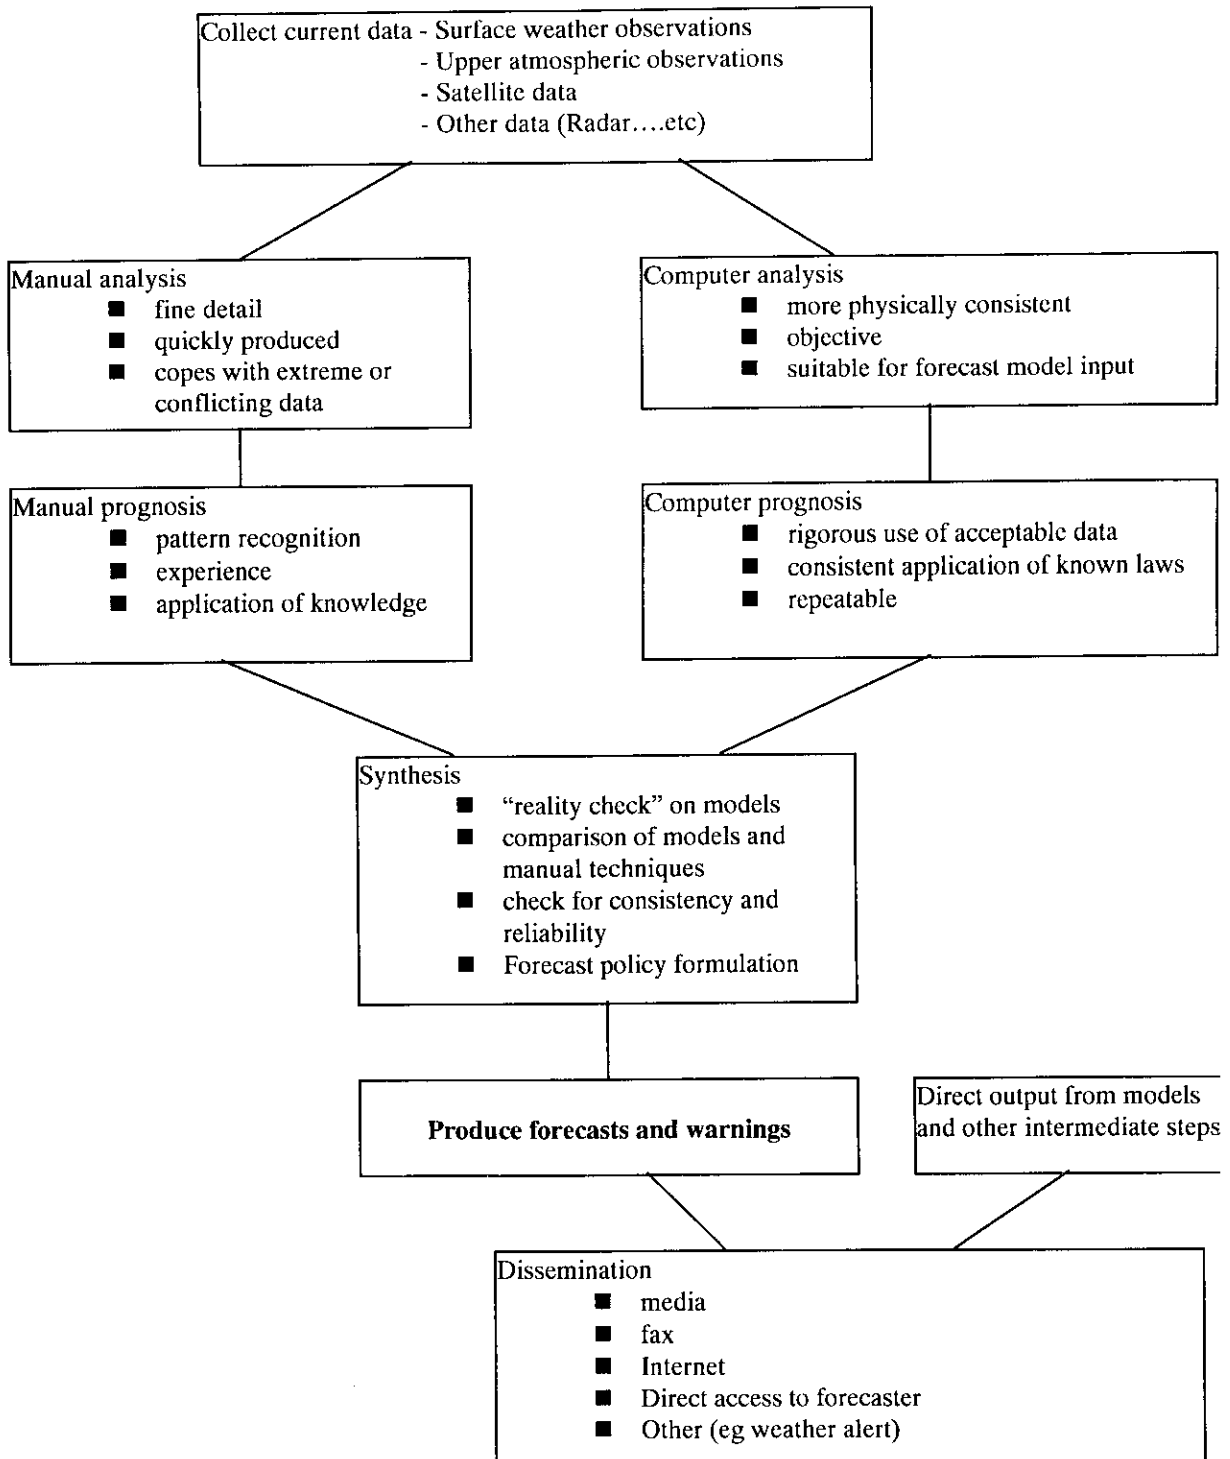 Collect current data - Surface weather observations
- Upper atmospheric observations
- Satellite data
- Other data (Radar....etc)
Manual analysis
■ fine detail
■ quickly produced
■ copes with extreme or
conflicting data
Computer analysis
■ more physically consistent
■ objective
■ suitable for forecast model input
Manual prognosis
■ pattern recognition
■ experience
■ application of knowledge
Computer prognosis
■ rigorous use of acceptable data
■ consistent application of known laws
■ repeatable
Synthesis
■ “reality check” on models
■ comparison of models and
manual techniques
■ check for consistency and
reliability
■ Forecast policy formulation
Produce forecasts and warnings
Direct output from models
and other intermediate steps
Dissemination
■ media
■ fax
■ Internet
■ Direct access to forecaster
■ Other (eg weather alert)